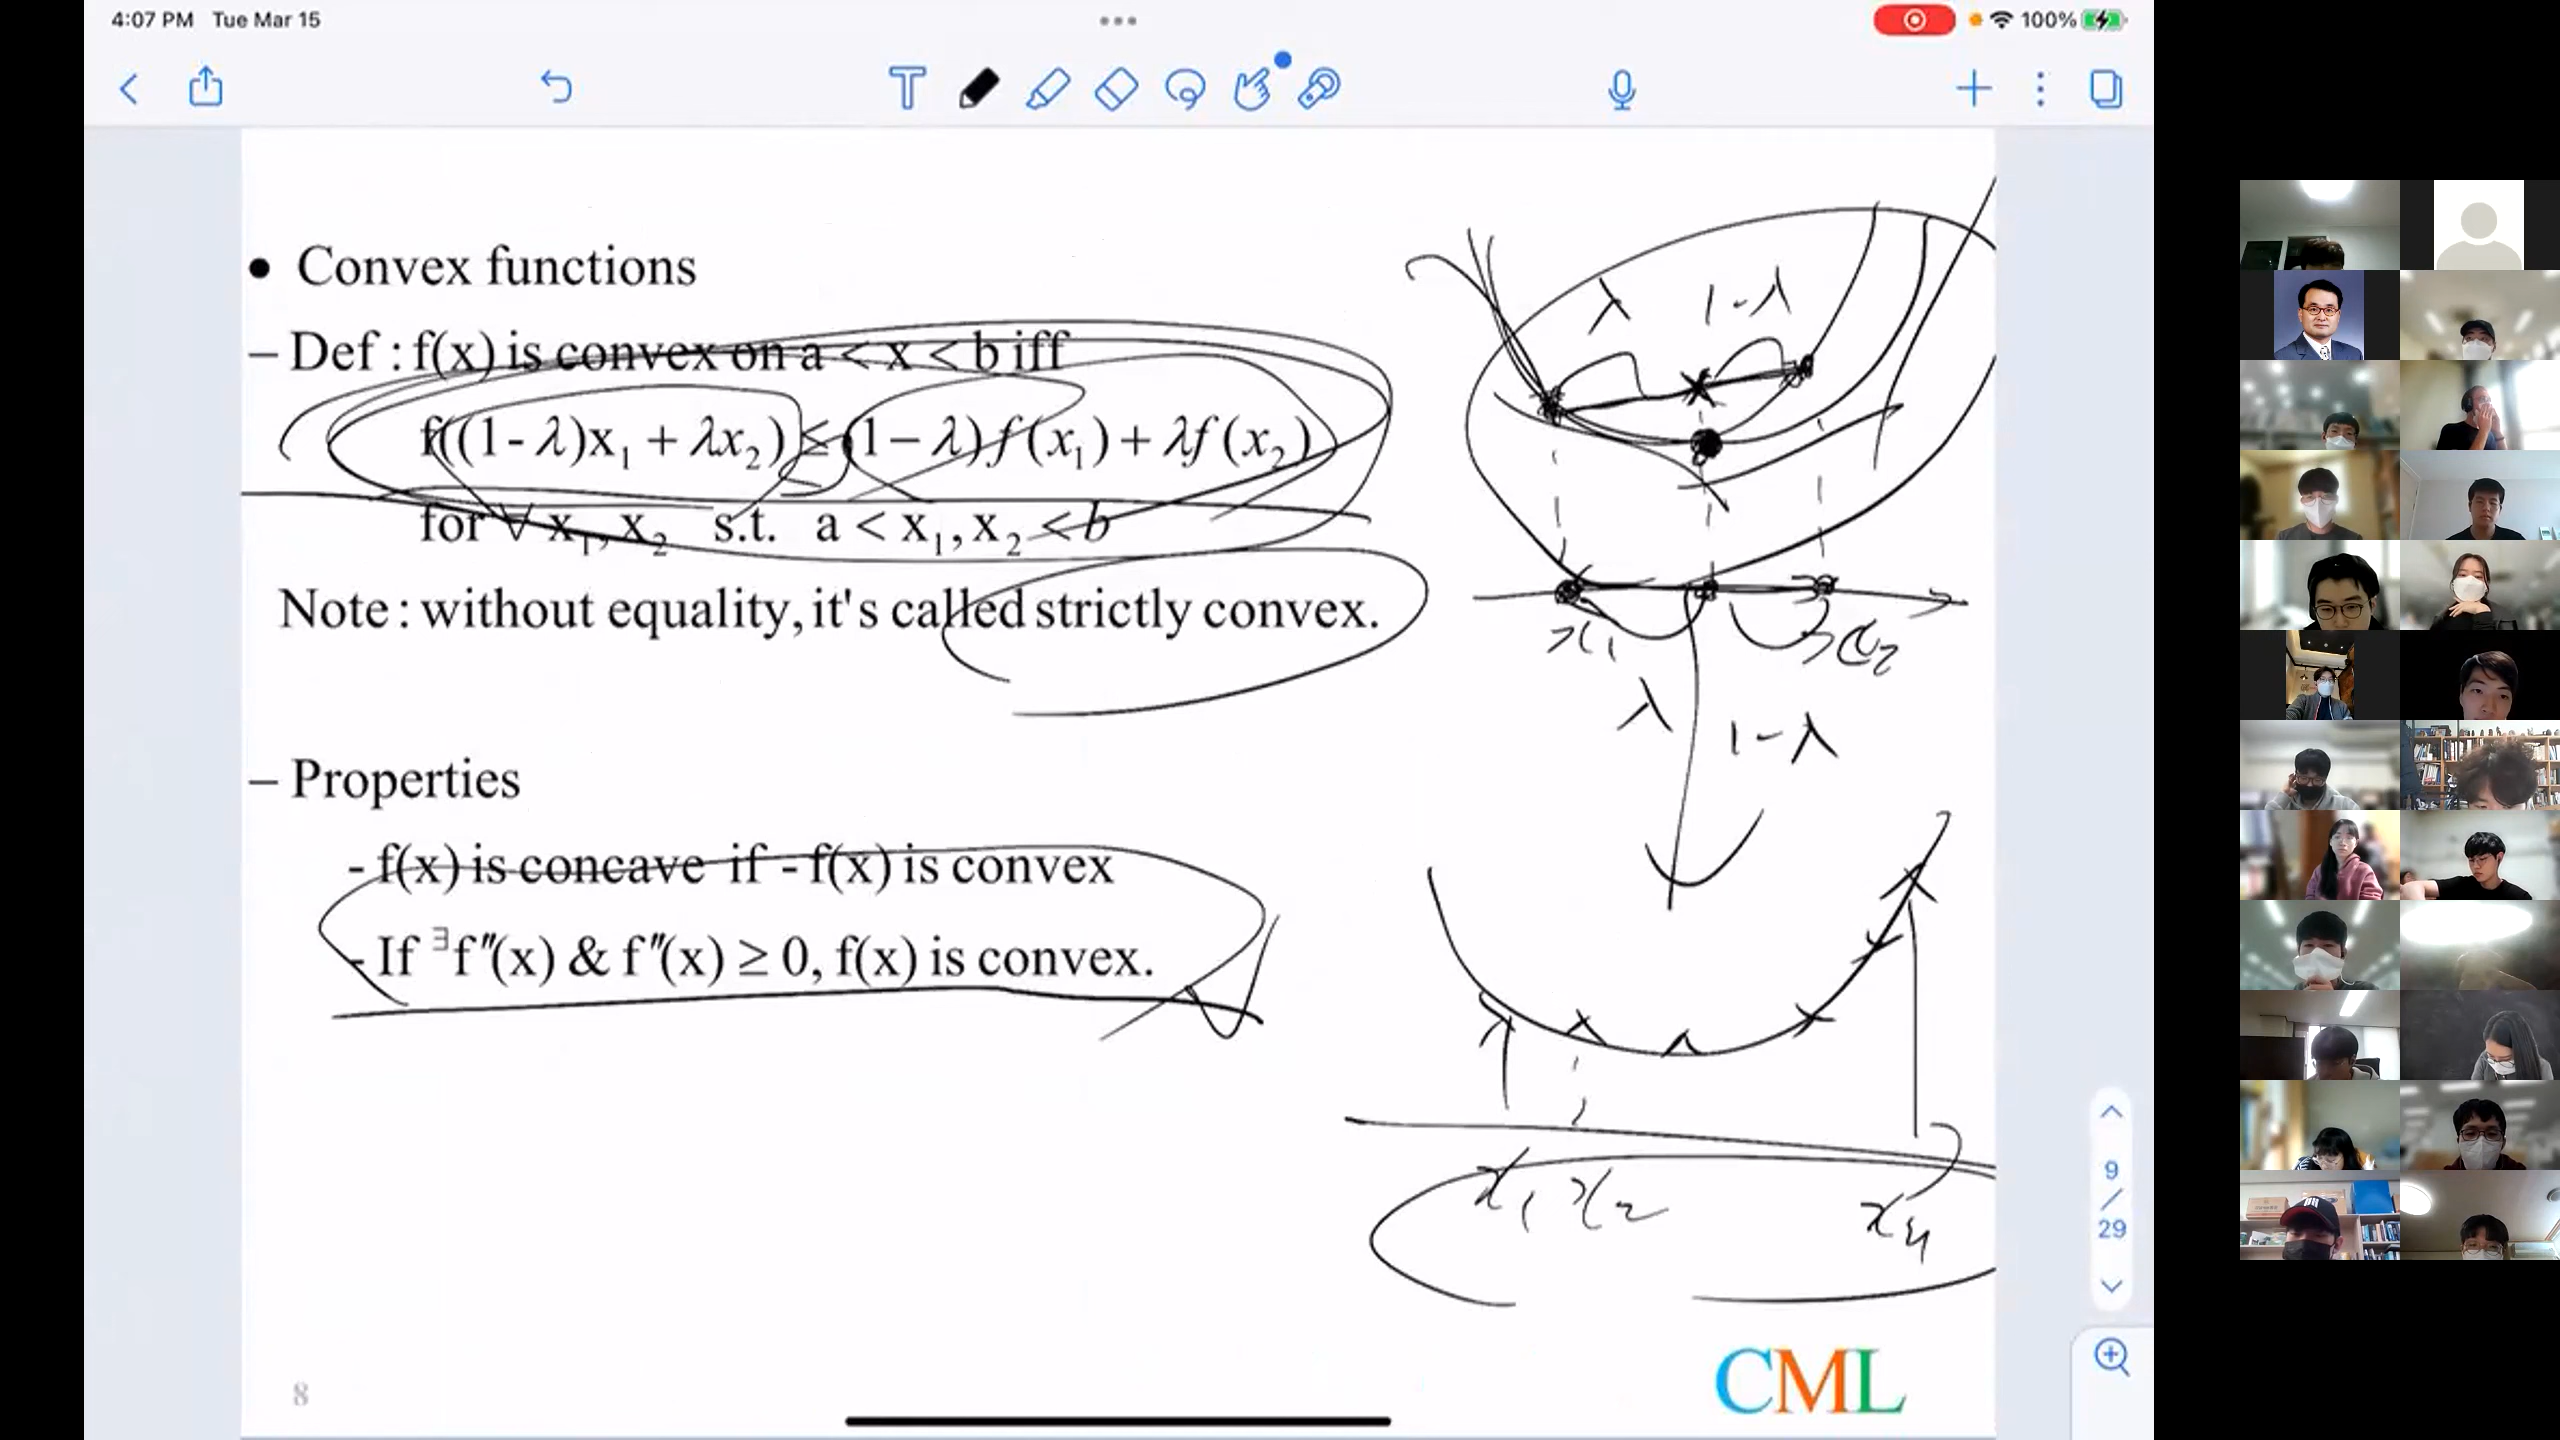 4:07 PM Tue Mar 15
100%
• Convex functions
– Def : f(x) is convex on a < x < b iff
f((1- λ)x₁ + λx₂) ≤ (1 − λ)f(x₁) + λf(x₂)
for ∀ x₁, x₂ s.t. a < x₁, x₂ < b
Note : without equality, it's called strictly convex.
– Properties
- f(x) is concave if - f(x) is convex
- If ∃f″(x) & f″(x) ≥ 0, f(x) is convex.
λ 1-λ
x₁ x₂
λ 1-λ
x₁ x₂ x₄
9
/
29
8
CML